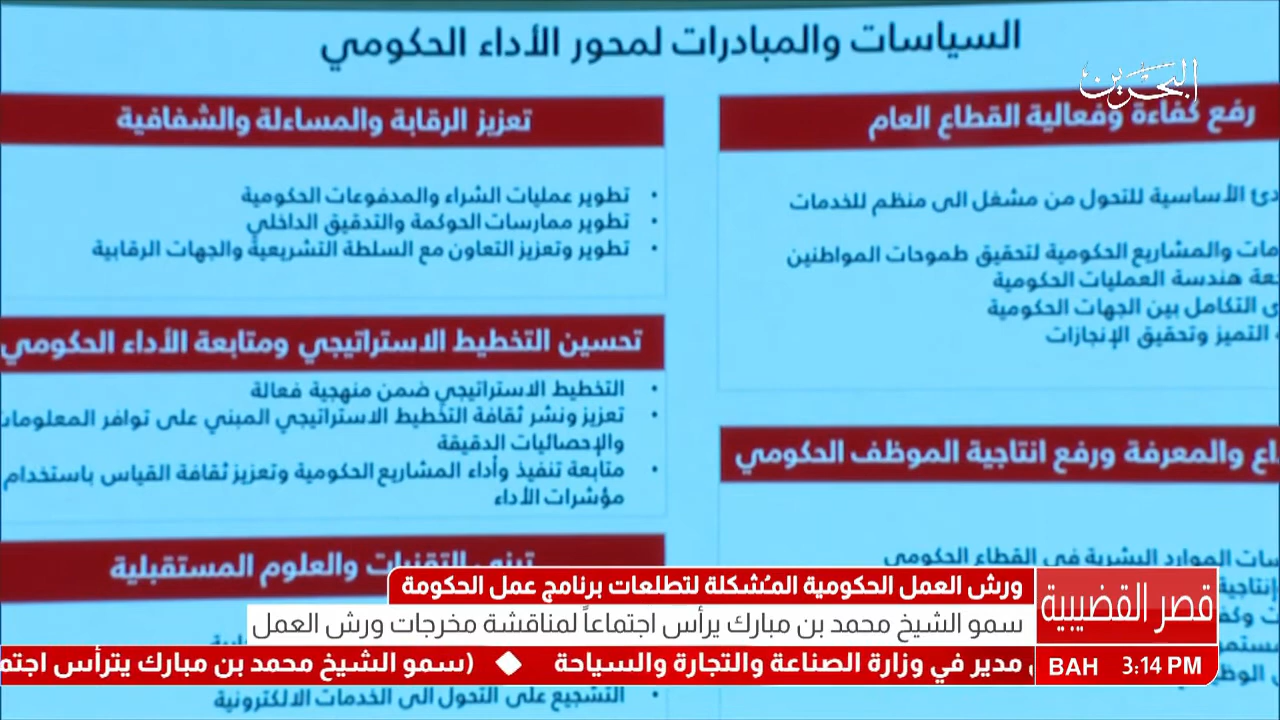 السياسات والمبادرات لمحور الأداء الحكومي
البحرين
رفع كفاءة وفعالية القطاع العام
الأساسية للتحول من مشغل الى منظم للخدمات
والمشاريع الحكومية لتحقيق طموحات المواطنين
هندسة العمليات الحكومية
التكامل بين الجهات الحكومية
التميز وتحقيق الإنجازات
والمعرفة ورفع انتاجية الموظف الحكومي
الموارد البشرية في القطاع الحكومي
تعزيز الرقابة والمساءلة والشفافية
• تطوير عمليات الشراء والمدفوعات الحكومية
• تطوير ممارسات الحوكمة والتدقيق الداخلي
• تطوير وتعزيز التعاون مع السلطة التشريعية والجهات الرقابية
تحسين التخطيط الاستراتيجي ومتابعة الأداء الحكومي
• التخطيط الاستراتيجي ضمن منهجية فعالة
• تعزيز ونشر ثقافة التخطيط الاستراتيجي المبني على توافر المعلومات
والإحصائيات الدقيقة
• متابعة تنفيذ وأداء المشاريع الحكومية وتعزيز ثقافة القياس باستخدام
مؤشرات الأداء
تبني التقنيات والعلوم المستقبلية
• التشجيع على التحول الى الخدمات الالكترونية
قصر القضيبية
ورش العمل الحكومية المُشكلة لتطلعات برنامج عمل الحكومة
سمو الشيخ محمد بن مبارك يرأس اجتماعاً لمناقشة مخرجات ورش العمل
مدير في وزارة الصناعة والتجارة والسياحة ◆ (سمو الشيخ محمد بن مبارك يترأس
BAH 3:14 PM